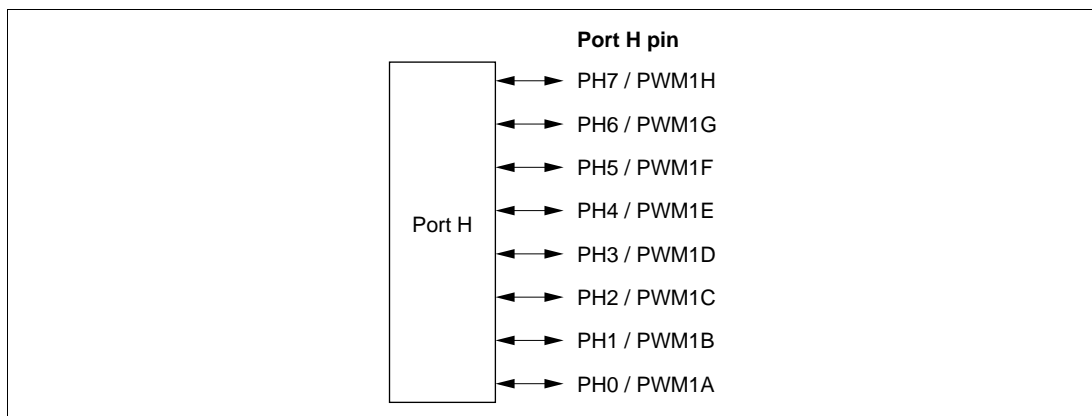 Port H pin
PH7 / PWM1H
PH6 / PWM1G
PH5 / PWM1F
PH4 / PWM1E
Port H
PH3 / PWM1D
PH2 / PWM1C
PH1 / PWM1B
PH0 / PWM1A